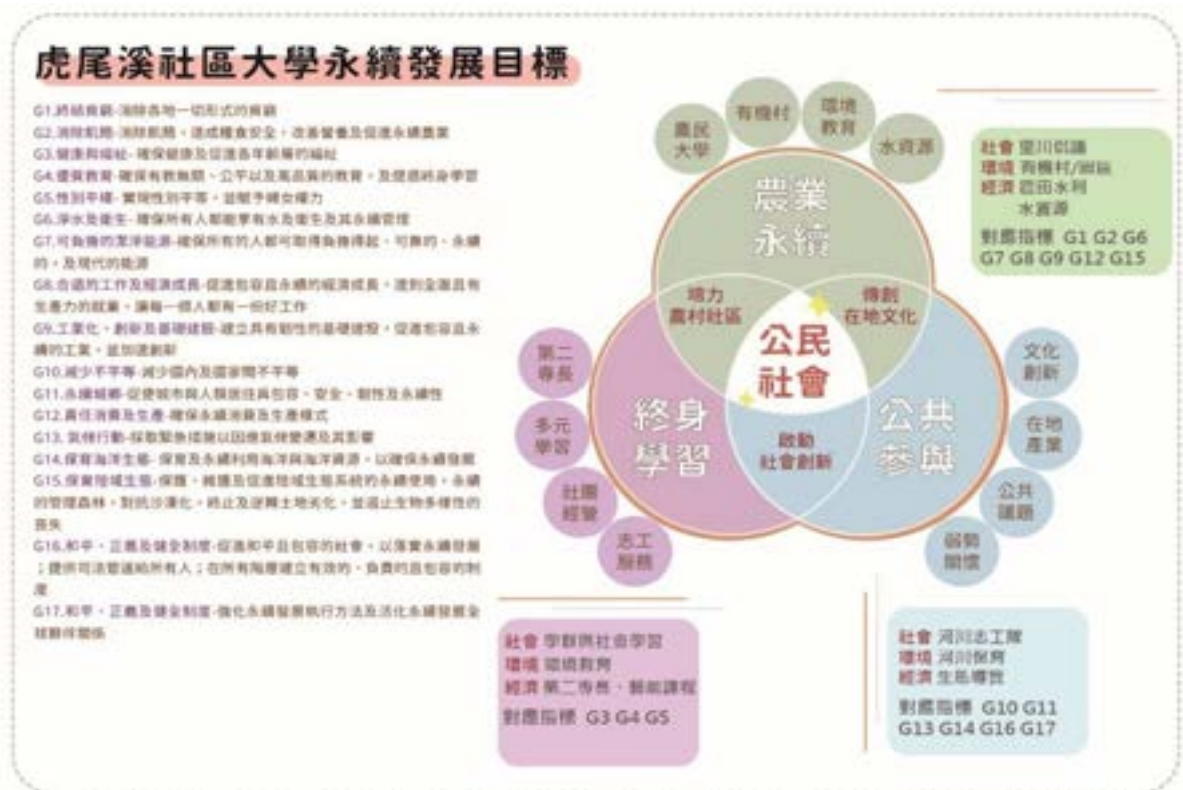 虎尾溪社區大學永續發展目標
G1.終結貧窮-消除各地一切形式的貧窮
G2.消除飢餓-消除飢餓，達成糧食安全，改善營養及促進永續農業
G3.健康與福祉-確保健康及促進各年齡層的福祉
G4.優質教育-確保有教無類、公平以及高品質的教育，及提倡終身學習
G5.性別平等-實現性別平等，並賦予婦女權力
G6.淨水及衛生-確保所有人都能享有水及衛生及其永續管理
G7.可負擔的潔淨能源-確保所有的人都可取得負擔得起、可靠的、永續
的，及現代的能源
G8.合適的工作及經濟成長-促進包容且永續的經濟成長，達到全面且有
生產力的就業，讓每一個人都有一份好工作
G9.工業化、創新及基礎建設-建立具有韌性的基礎建設，促進包容且永
續的工業，並加速創新
G10.減少不平等-減少國內及國家間不平等
G11.永續城鄉-促使城市與人類居住具包容、安全、韌性及永續性
G12.責任消費及生產-確保永續消費及生產模式
G13.氣候行動-採取緊急措施以因應氣候變遷及其影響
G14.保育海洋生態-保育及永續利用海洋與海洋資源，以確保永續發展
G15.保育陸域生態-保護、維護及促進陸域生態系統的永續使用，永續
的管理森林，對抗沙漠化，終止及逆轉土地劣化，並遏止生物多樣性的
喪失
G16.和平、正義及健全制度-促進和平且包容的社會，以落實永續發展
；提供司法管道給所有人；在所有階層建立有效的、負責的且包容的制
度
G17.和平、正義及健全制度-強化永續發展執行方法及活化永續發展全
球夥伴關係
農民
大學
有機村
環境
教育
水資源
農業
永續
培力
農村社區
傳創
在地文化
公民
社會
終身
學習
公共
參與
啟動
社會創新
第二
專長
多元
學習
社團
經營
志工
服務
文化
創新
在地
產業
公共
議題
弱勢
關懷
社會 里川倡議
環境 有機村/
經濟 農田水利
水資源
對應指標 G1 G2 G6
G7 G8 G9 G12 G15
社會 學群與社會學習
環境 環境教育
經濟 第二專長、藝能課程
對應指標 G3 G4 G5
社會 河川志工隊
環境 河川保育
經濟 生態導覽
對應指標 G10 G11
G13 G14 G16 G17